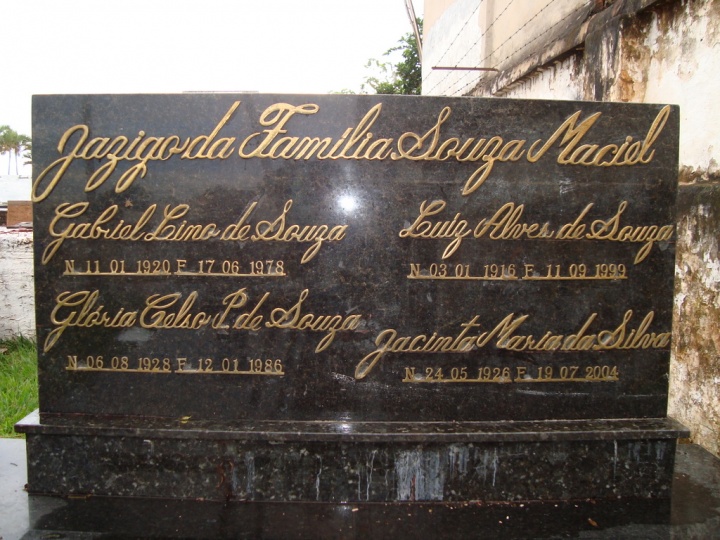 Jazigo da Família Souza Maciel
Gabriel Lino de Souza
N 11 01 1920 F 17 06 1978
Luiz Alves de Souza
N 03 01 1916 F 11 09 1999
Glória Celso P. de Souza
N 06 08 1928 F 12 01 1986
Jacinta Maria da Silva
N 24 05 1926 F 19 07 2004